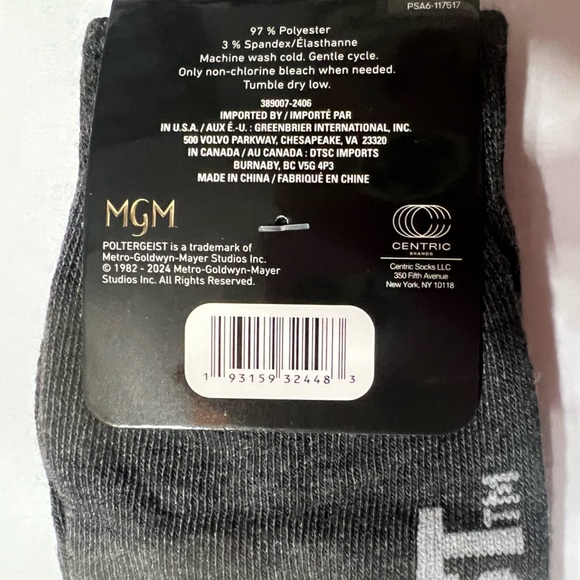 PSA6-117517
97 % Polyester
3 % Spandex/Élasthanne
Machine wash cold. Gentle cycle.
Only non-chlorine bleach when needed.
Tumble dry low.
389007-2406
IMPORTED BY / IMPORTÉ PAR
IN U.S.A. / AUX É.-U. : GREENBRIER INTERNATIONAL, INC.
500 VOLVO PARKWAY, CHESAPEAKE, VA 23320
IN CANADA / AU CANADA : DTSC IMPORTS
BURNABY, BC V5G 4P3
MADE IN CHINA / FABRIQUÉ EN CHINE
MGM
POLTERGEIST is a trademark of
Metro-Goldwyn-Mayer Studios Inc.
© 1982 - 2024 Metro-Goldwyn-Mayer
Studios Inc. All Rights Reserved.
CENTRIC
BRANDS
Centric Socks LLC
350 Fifth Avenue
New York, NY 10118
1 93159 32448 3
T™